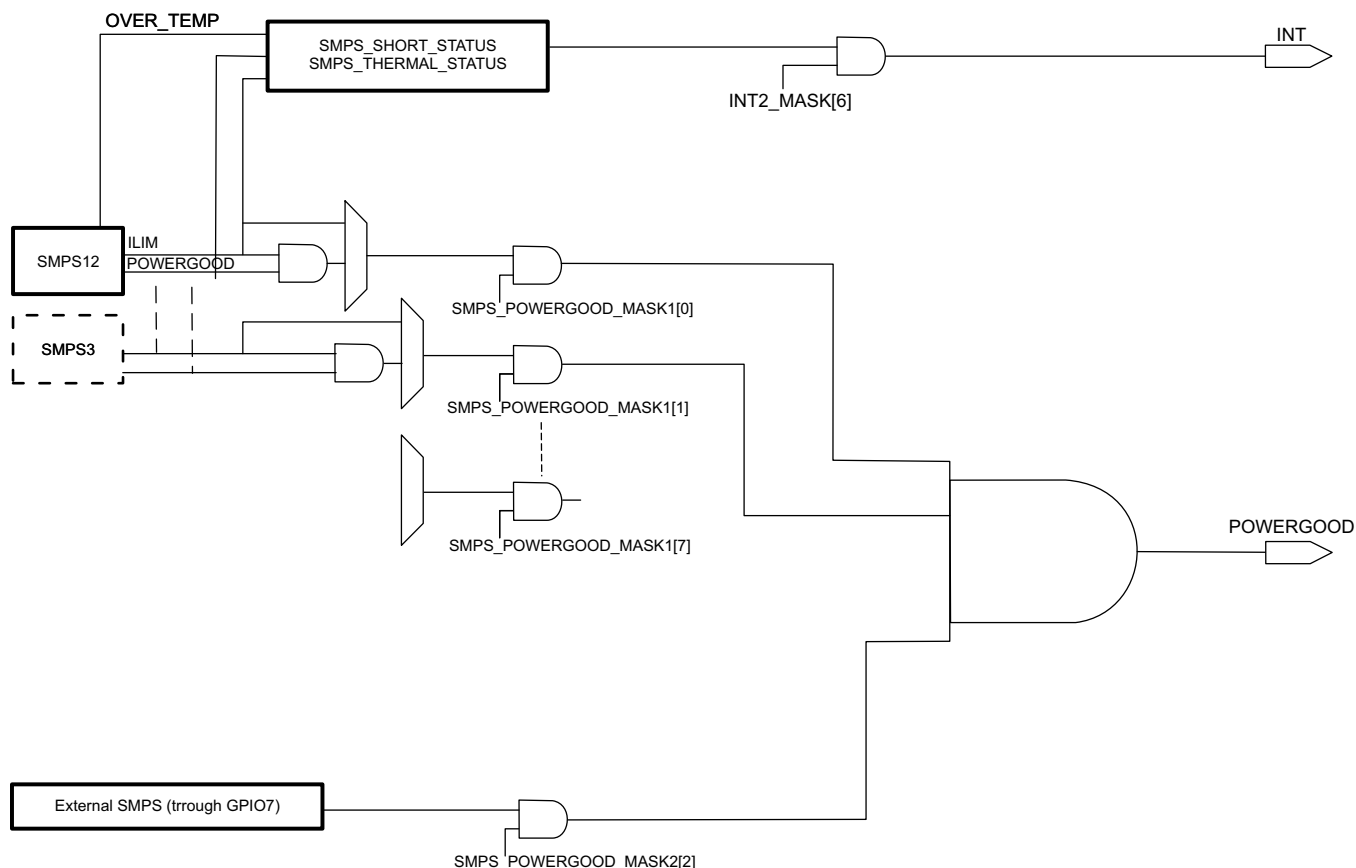 OVER_TEMP
SMPS_SHORT_STATUS
SMPS_THERMAL_STATUS
INT
INT2_MASK[6]
SMPS12
ILIM
POWERGOOD
SMPS_POWERGOOD_MASK1[0]
SMPS3
SMPS_POWERGOOD_MASK1[1]
SMPS_POWERGOOD_MASK1[7]
POWERGOOD
External SMPS (trrough GPIO7)
SMPS_POWERGOOD_MASK2[2]